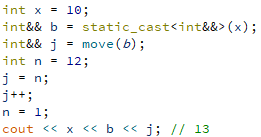 int x = 10;
int&& b = static_cast<int&&>(x);
int&& j = move(b);
int n = 12;
j = n;
j++;
n = 1;
cout << x << b << j; // 13